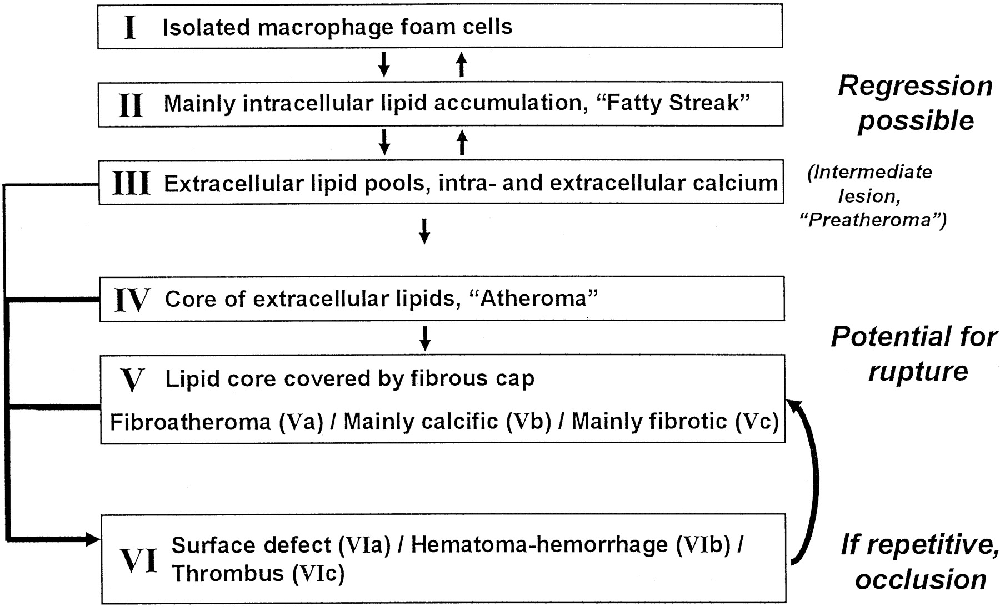 I Isolated macrophage foam cells
II Mainly intracellular lipid accumulation, “Fatty Streak”
Regression
possible
III Extracellular lipid pools, intra- and extracellular calcium
(Intermediate
lesion,
“Preatheroma”)
IV Core of extracellular lipids, “Atheroma”
Potential for
rupture
V Lipid core covered by fibrous cap
Fibroatheroma (Va) / Mainly calcific (Vb) / Mainly fibrotic (Vc)
VI Surface defect (VIa) / Hematoma-hemorrhage (VIb) /
Thrombus (VIc)
If repetitive,
occlusion